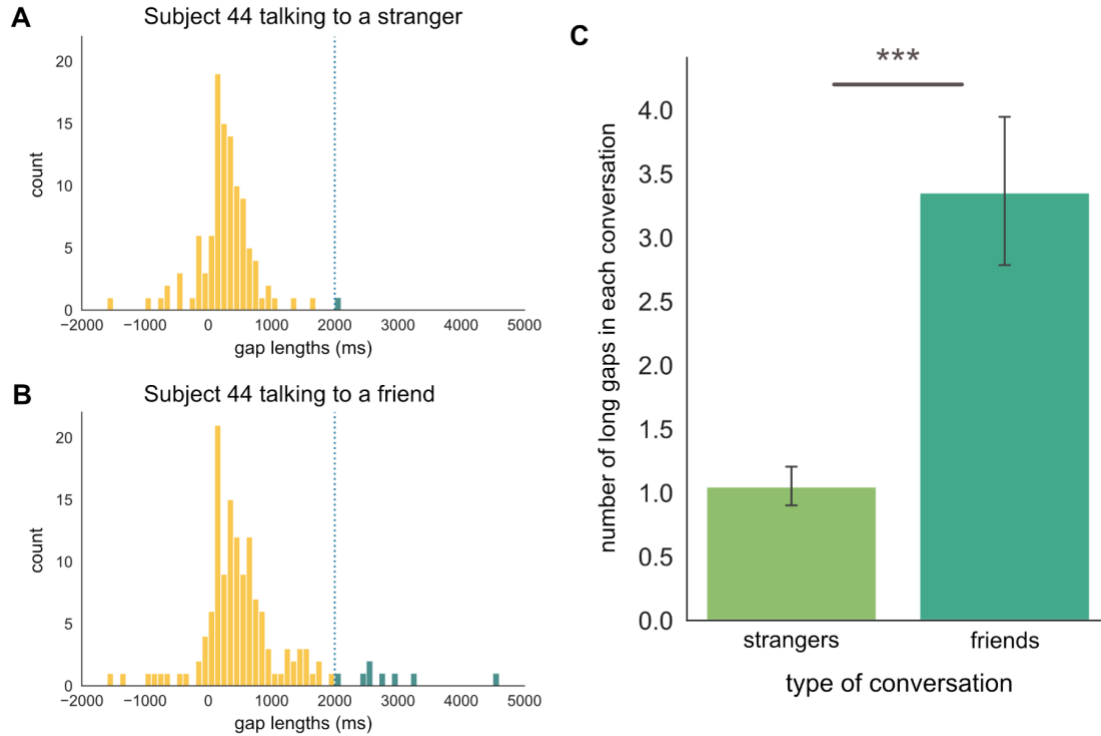 A
Subject 44 talking to a stranger
count
20
15
10
5
0
−2000 −1000 0 1000 2000 3000 4000 5000
gap lengths (ms)
B
Subject 44 talking to a friend
count
20
15
10
5
0
−2000 −1000 0 1000 2000 3000 4000 5000
gap lengths (ms)
C
***
number of long gaps in each conversation
4.0
3.5
3.0
2.5
2.0
1.5
1.0
0.5
0.0
strangers friends
type of conversation